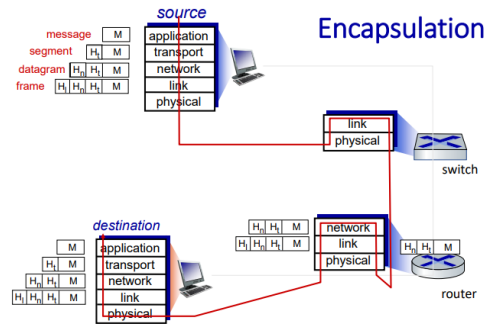 source
Encapsulation
message M
application
segment Ht M
transport
datagram Hn Ht M
network
frame Hl Hn Ht M
link
physical
link
physical
switch
destination
M
application
Ht M
transport
Hn Ht M
network
Hl Hn Ht M
link
physical
Hn Ht M
network
Hl Hn Ht M
link
physical
Hn Ht M
router